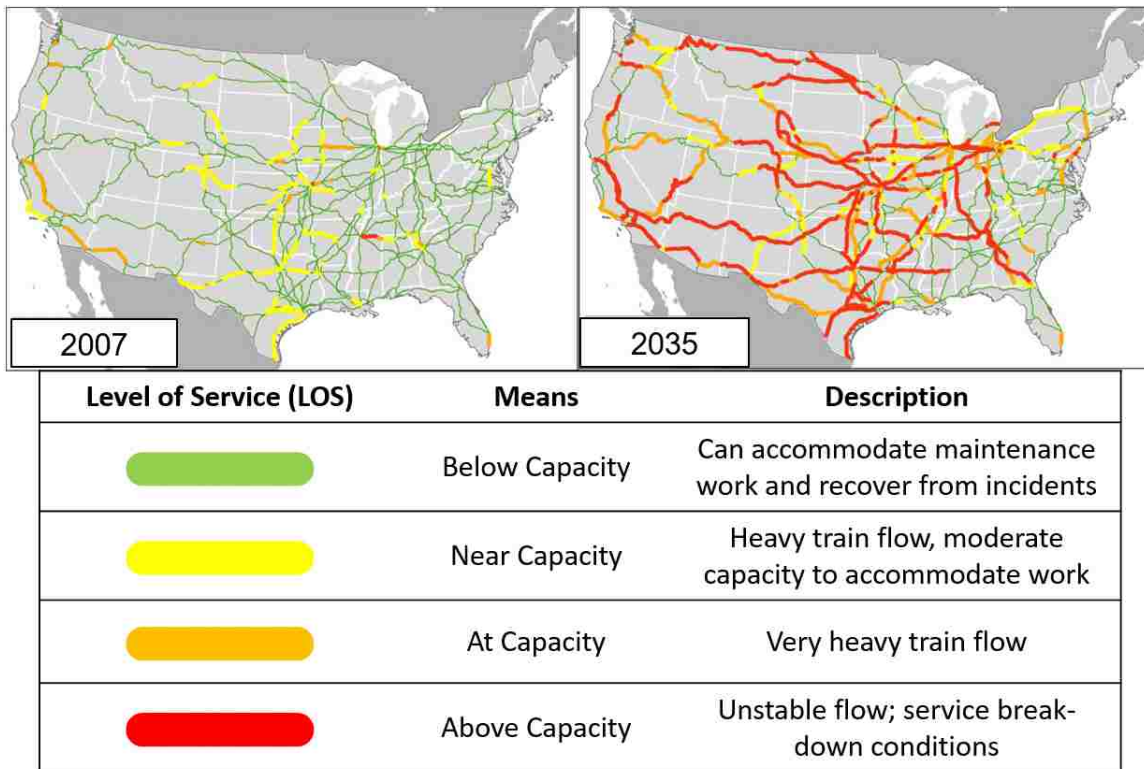 2007
2035
Level of Service (LOS) Means Description
Below Capacity
Can accommodate maintenance
work and recover from incidents
Near Capacity
Heavy train flow, moderate
capacity to accommodate work
At Capacity
Very heavy train flow
Above Capacity
Unstable flow; service break-
down conditions